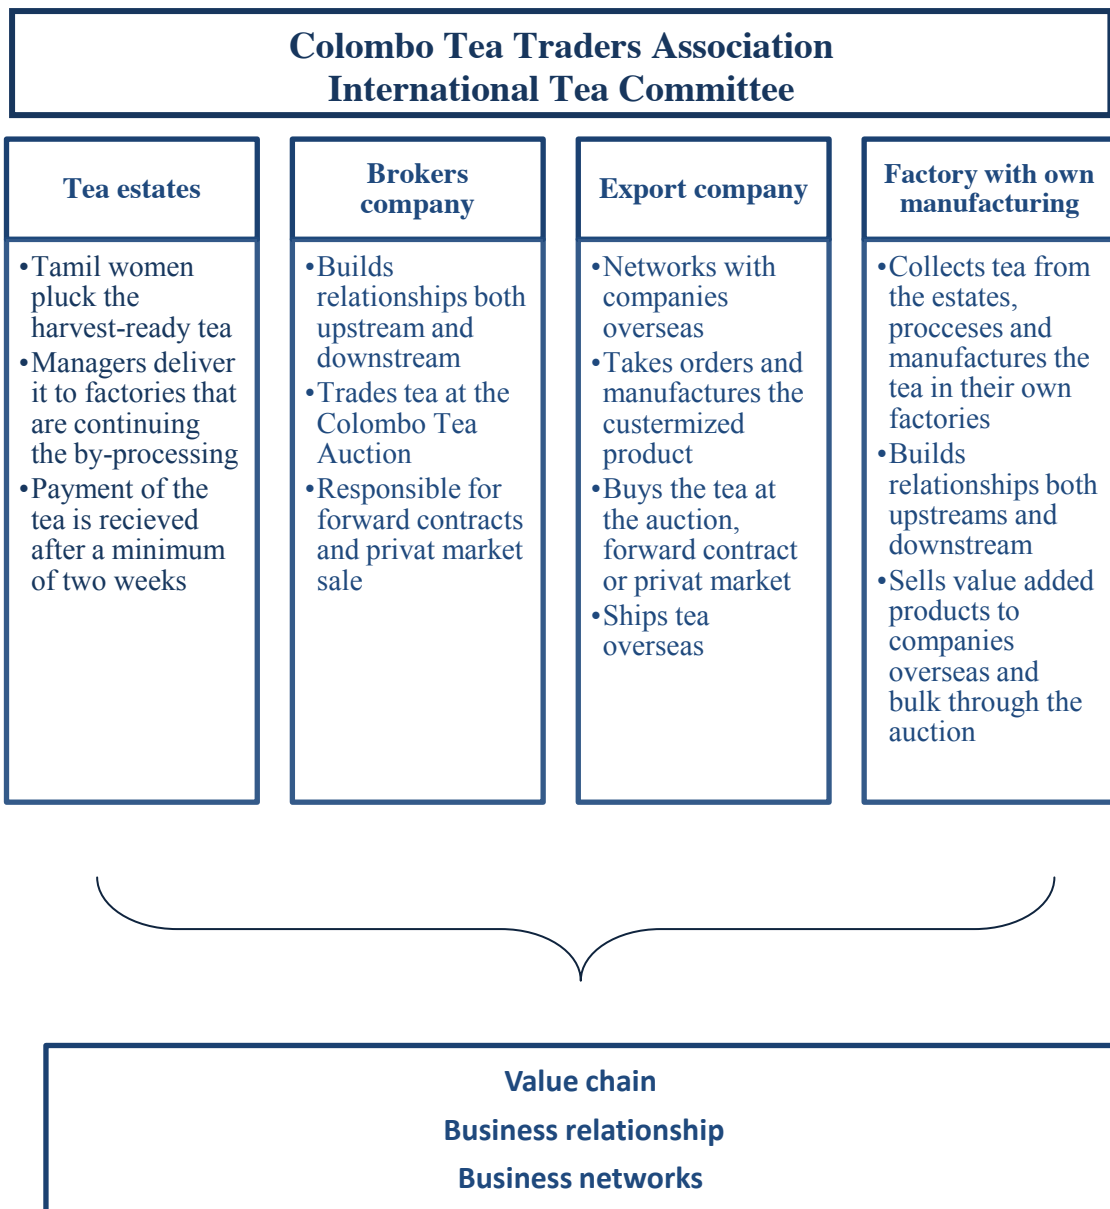 Colombo Tea Traders Association
International Tea Committee
Tea estates
•Tamil women
pluck the
harvest-ready tea
•Managers deliver
it to factories that
are continuing
the by-processing
•Payment of the
tea is recieved
after a minimum
of two weeks
Brokers
company
•Builds
relationships both
upstream and
downstream
•Trades tea at the
Colombo Tea
Auction
•Responsible for
forward contracts
and privat market
sale
Export company
•Networks with
companies
overseas
•Takes orders and
manufactures the
custermized
product
•Buys the tea at
the auction,
forward contract
or privat market
•Ships tea
overseas
Factory with own
manufacturing
•Collects tea from
the estates,
procceses and
manufactures the
tea in their own
factories
•Builds
relationships both
upstreams and
downstream
•Sells value added
products to
companies
overseas and
bulk through the
auction
Value chain
Business relationship
Business networks